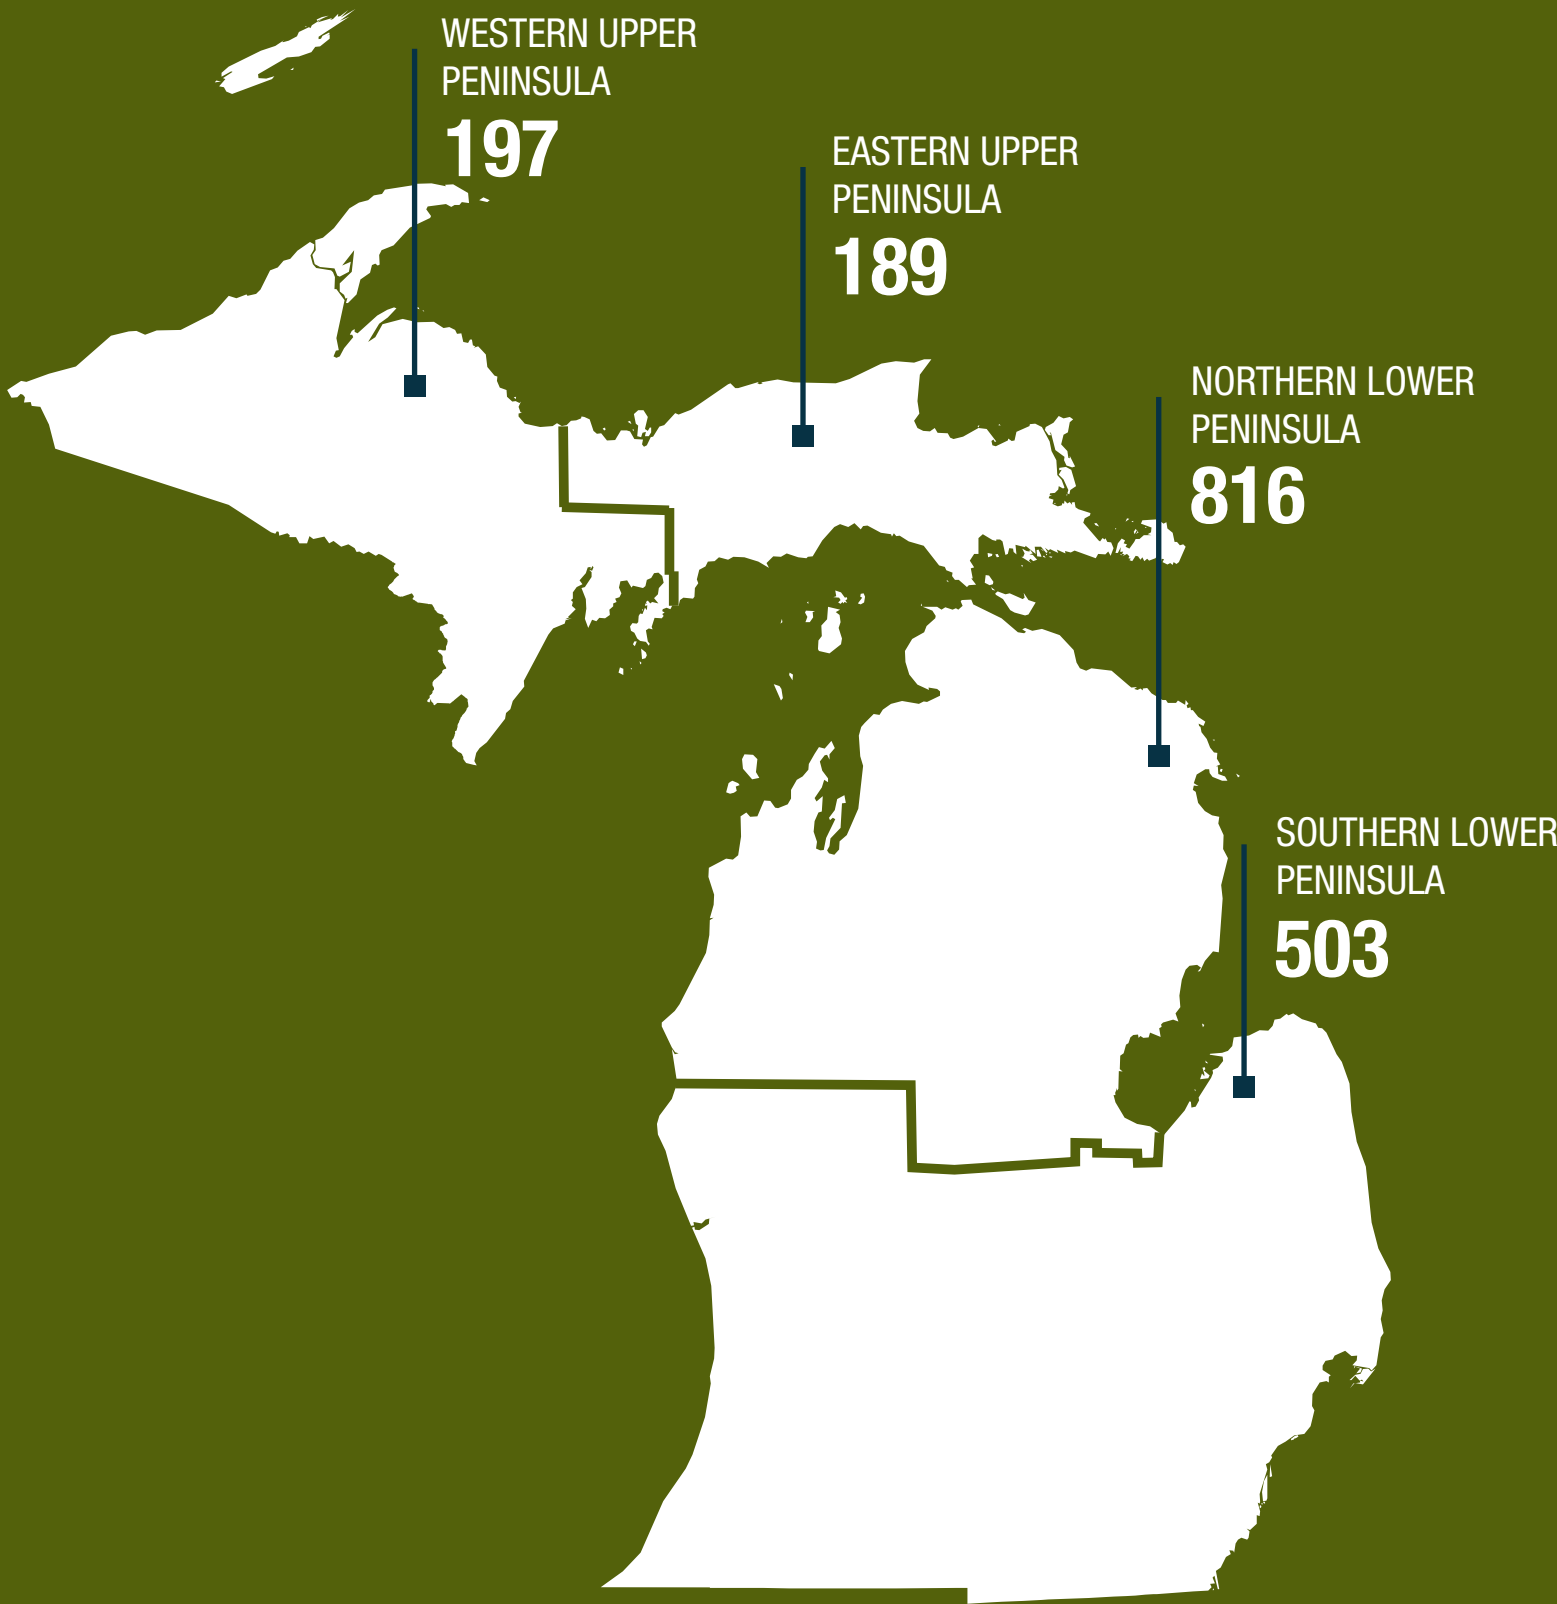 WESTERN UPPER
PENINSULA
197
EASTERN UPPER
PENINSULA
189
NORTHERN LOWER
PENINSULA
816
SOUTHERN LOWER
PENINSULA
503